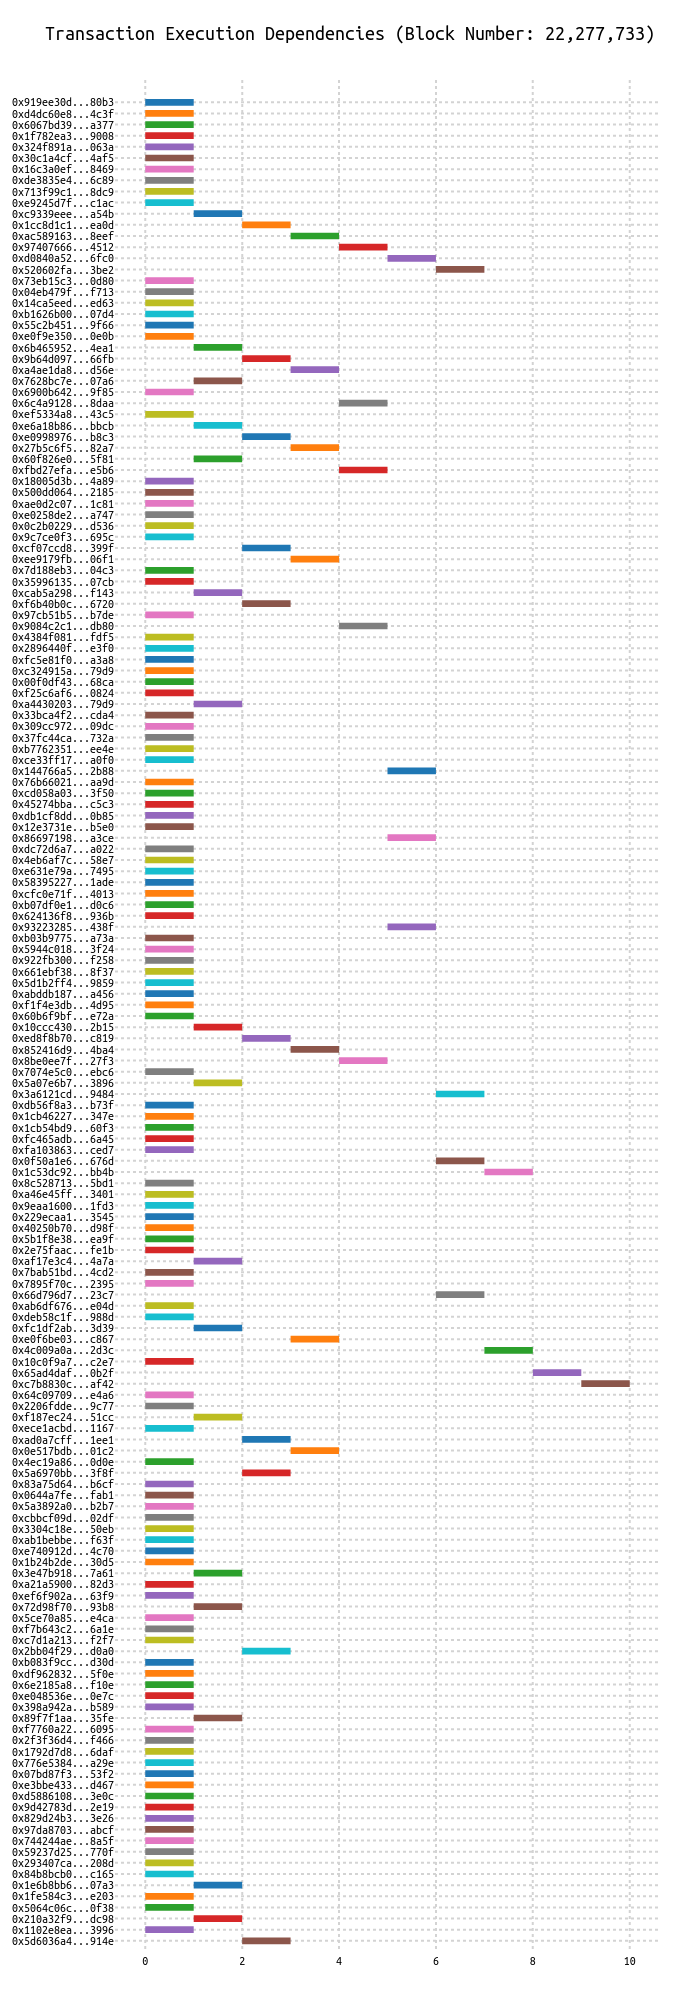 Transaction Execution Dependencies (Block Number: 22,277,733)
0x919ee30d...80b3
0xd4dc60e8...4c3f
0x6067bd39...a377
0x1f782ea3...9008
0x324f891a...063a
0x30c1a4cf...4af5
0x16c3a0ef...8469
0xde3835e4...6c89
0x713f99c1...8dc9
0xe9245d7f...c1ac
0xc9339eee...a54b
0x1cc8d1c1...ea0d
0xac589163...8eef
0x97407666...4512
0xd0840a52...6fc0
0x520602fa...3be2
0x73eb15c3...0d80
0x04eb479f...f713
0x14ca5eed...ed63
0xb1626b00...07d4
0x55c2b451...9f66
0xe0f9e350...0e0b
0x6b465952...4ea1
0x9b64d097...66fb
0xa4ae1da8...d56e
0x7628bc7e...07a6
0x6900b642...9f85
0x6c4a9128...8daa
0xef5334a8...43c5
0xe6a18b86...bbcb
0xe0998976...b8c3
0x27b5c6f5...82a7
0x60f826e0...5f81
0xfbd27efa...e5b6
0x18005d3b...4a89
0x500dd064...2185
0xae0d2c07...1c81
0xe0258de2...a747
0x0c2b0229...d536
0x9c7ce0f3...695c
0xcf07ccd8...399f
0xee9179fb...06f1
0x7d188eb3...04c3
0x35996135...07cb
0xcab5a298...f143
0xf6b40b0c...6720
0x97cb51b5...b7de
0x9084c2c1...db80
0x4384f081...fdf5
0x2896440f...e3f0
0xfc5e81f0...a3a8
0xc324915a...79d9
0x00f0df43...68ca
0xf25c6af6...0824
0xa4430203...79d9
0x33bca4f2...cda4
0x309cc972...09dc
0x37fc44ca...732a
0xb7762351...ee4e
0xce33ff17...a0f0
0x144766a5...2b88
0x76b66021...aa9d
0xcd058a03...3f50
0x45274bba...c5c3
0xdb1cf8dd...0b85
0x12e3731e...b5e0
0x86697198...a3ce
0xdc72d6a7...a022
0x4eb6af7c...58e7
0xe631e79a...7495
0x58395227...1ade
0xcfc0e71f...4013
0xb07df0e1...d0c6
0x624136f8...936b
0x93223285...438f
0xb03b9775...a73a
0x5944c018...3f24
0x922fb300...f258
0x661ebf38...8f37
0x5d1b2ff4...9859
0xabddb187...a456
0xf1f4e3db...4d95
0x60b6f9bf...e72a
0x10ccc430...2b15
0xed8f8b70...c819
0x852416d9...4ba4
0x8be0ee7f...27f3
0x7074e5c0...ebc6
0x5a07e6b7...3896
0x3a6121cd...9484
0xdb56f8a3...b73f
0x1cb46227...347e
0x1cb54bd9...60f3
0xfc465adb...6a45
0xfa103863...ced7
0x0f50a1e6...676d
0x1c53dc92...bb4b
0x8c528713...5bd1
0xa46e45ff...3401
0x9eaa1600...1fd3
0x229ecaa1...3545
0x40250b70...d98f
0x5b1f8e38...ea9f
0x2e75faac...fe1b
0xaf17e3c4...4a7a
0x7bab51bd...4cd2
0x7895f70c...2395
0x66d796d7...23c7
0xab6df676...e04d
0xdeb58c1f...988d
0xfc1df2ab...3d39
0xe0f6be03...c867
0x4c009a0a...2d3c
0x10c0f9a7...c2e7
0x65ad4daf...0b2f
0xc7b8830c...af42
0x64c09709...e4a6
0x2206fdde...9c77
0xf187ec24...51cc
0xece1acbd...1167
0xad0a7cff...1ee1
0x0e517bdb...01c2
0x4ec19a86...0d0e
0x5a6970bb...3f8f
0x83a75d64...b6cf
0x0644a7fe...fab1
0x5a3892a0...b2b7
0xcbbcf09d...02df
0x3304c18e...50eb
0xab1bebbe...f63f
0xe740912d...4c70
0x1b24b2de...30d5
0x3e47b918...7a61
0xa21a5900...82d3
0xef6f902a...63f9
0x72d98f70...93b8
0x5ce70a85...e4ca
0xf7b643c2...6a1e
0xc7d1a213...f2f7
0x2bb04f29...d0a0
0xb083f9cc...d30d
0xdf962832...5f0e
0x6e2185a8...f10e
0xe048536e...0e7c
0x398a942a...b589
0x89f7f1aa...35fe
0xf7760a22...6095
0x2f3f36d4...f466
0x1792d7d8...6daf
0x776e5384...a29e
0x07bd87f3...53f2
0xe3bbe433...d467
0xd5886108...3e0c
0x9d42783d...2e19
0x829d24b3...3e26
0x97da8703...abcf
0x744244ae...8a5f
0x59237d25...770f
0x293407ca...208d
0x84b8bcb0...c165
0x1e6b8bb6...07a3
0x1fe584c3...e203
0x5064c06c...0f38
0x210a32f9...dc98
0x1102e8ea...3996
0x5d6036a4...914e
0 2 4 6 8 10